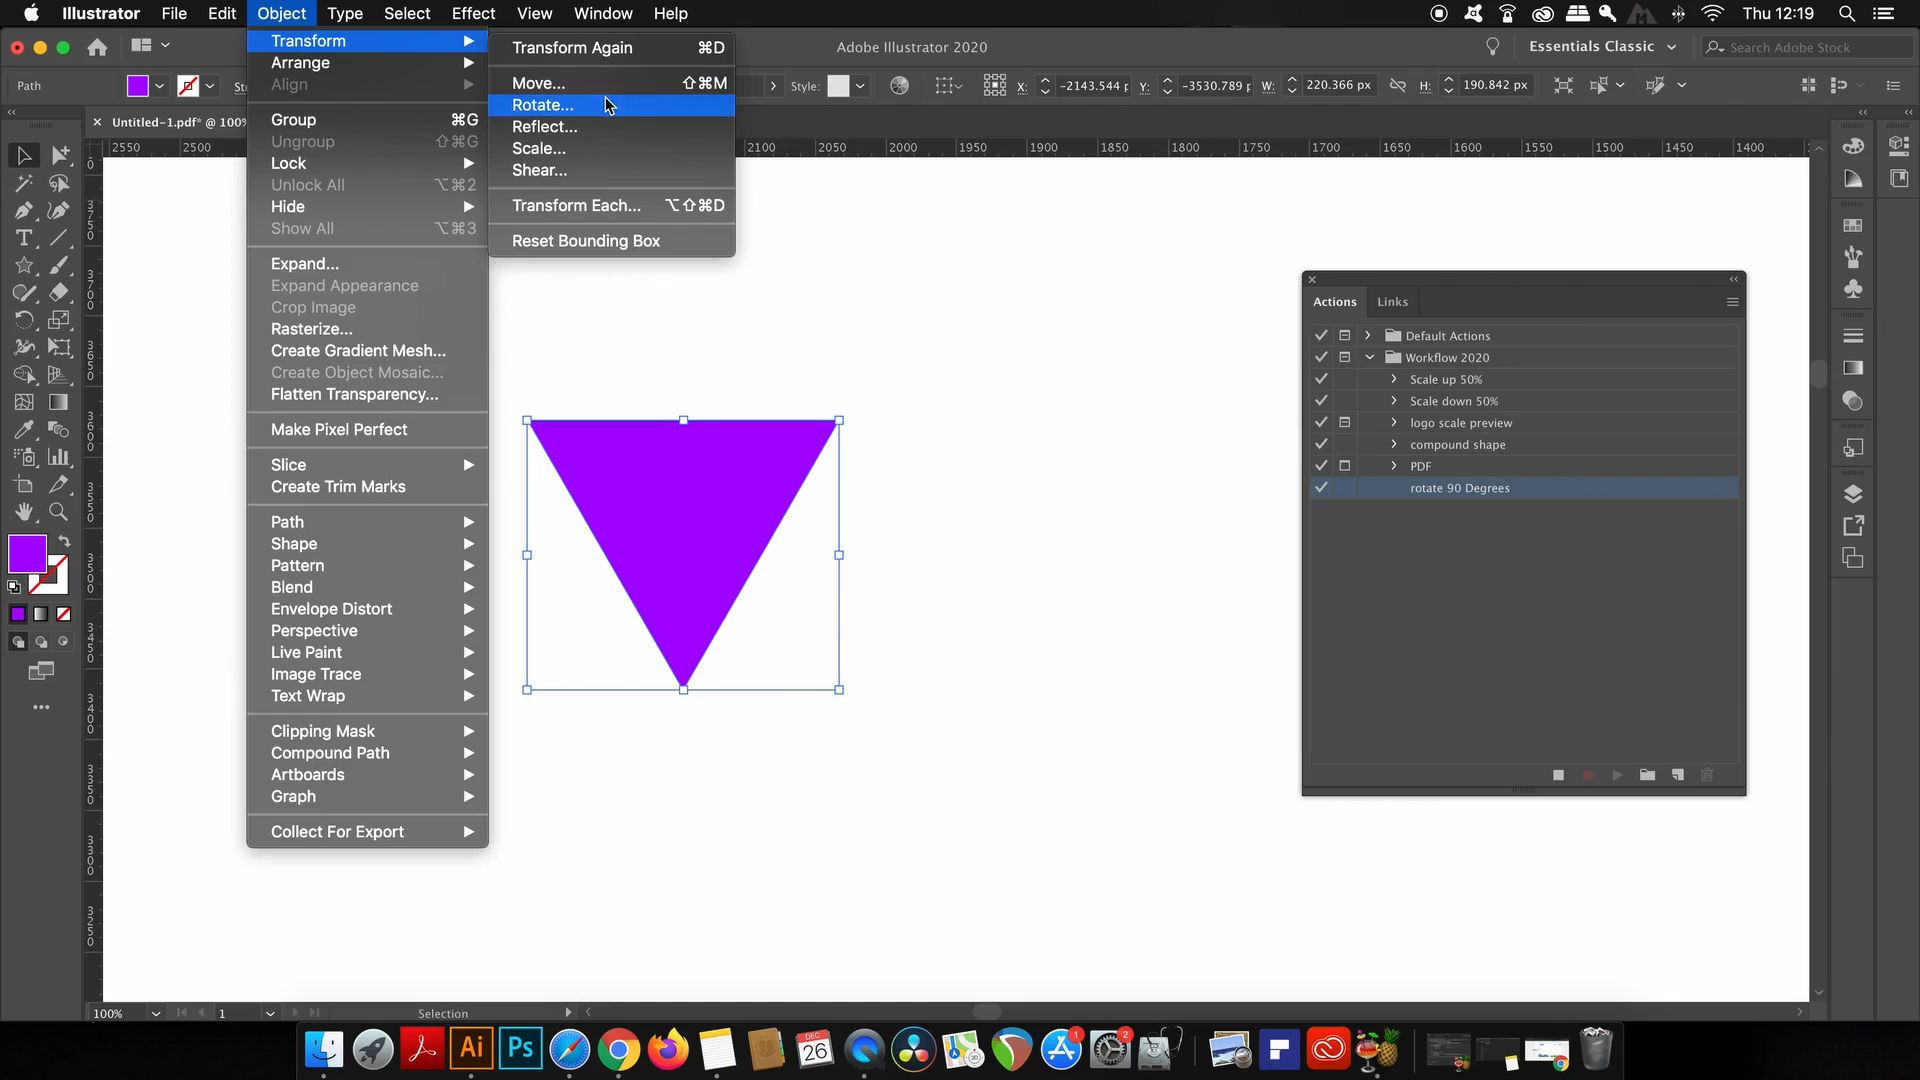 Illustrator File Edit Object Type Select Effect View Window Help Thu 12:19
Adobe Illustrator 2020 Essentials Classic Search Adobe Stock
Path Style: X: -2143.544 Y: -3530.789 W: 220.366 px H: 190.842 px
Untitled-1.pdf* @ 100%
2550 2500 2100 2050 2000 1950 1900 1850 1800 1750 1700 1650 1600 1550 1500 1450 1400
Transform
Arrange
Align
Group ⌘G
Ungroup ⇧⌘G
Lock
Unlock All ⌥⌘2
Hide
Show All ⌥⌘3
Expand...
Expand Appearance
Crop Image
Rasterize...
Create Gradient Mesh...
Create Object Mosaic...
Flatten Transparency...
Make Pixel Perfect
Slice
Create Trim Marks
Path
Shape
Pattern
Blend
Envelope Distort
Perspective
Live Paint
Image Trace
Text Wrap
Clipping Mask
Compound Path
Artboards
Graph
Collect For Export
Transform Again ⌘D
Move... ⇧⌘M
Rotate...
Reflect...
Scale...
Shear...
Transform Each... ⌥⇧⌘D
Reset Bounding Box
Actions Links
Default Actions
Workflow 2020
Scale up 50%
Scale down 50%
logo scale preview
compound shape
PDF
rotate 90 Degrees
100% 1 Selection
Ai Ps DEC 26 1 2